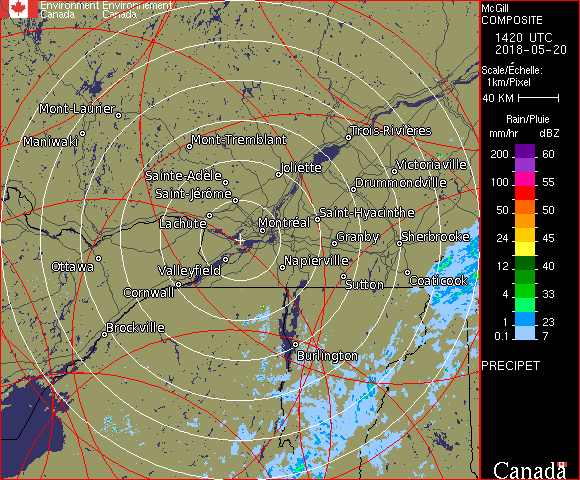 Environment Environnement
Canada Canada
McGill
COMPOSITE
1420 UTC
2018-05-20
Scale/Échelle:
1km/Pixel
40 KM
Rain/Pluie
mm/hr dBZ
200 60
150 57
100 55
50 50
24 45
12 40
4 33
1 23
0.1 7
PRECIPET
Canada
Mont-Laurier
Maniwaki
Mont-Tremblant
Trois-Rivières
Sainte-Adèle
Joliette
Victoriaville
Saint-Jérôme
Drummondville
Lachute
Montréal
Saint-Hyacinthe
Granby
Sherbrooke
Ottawa
Valleyfield
Napierville
Cornwall
Sutton
Coaticook
Brockville
Burlington